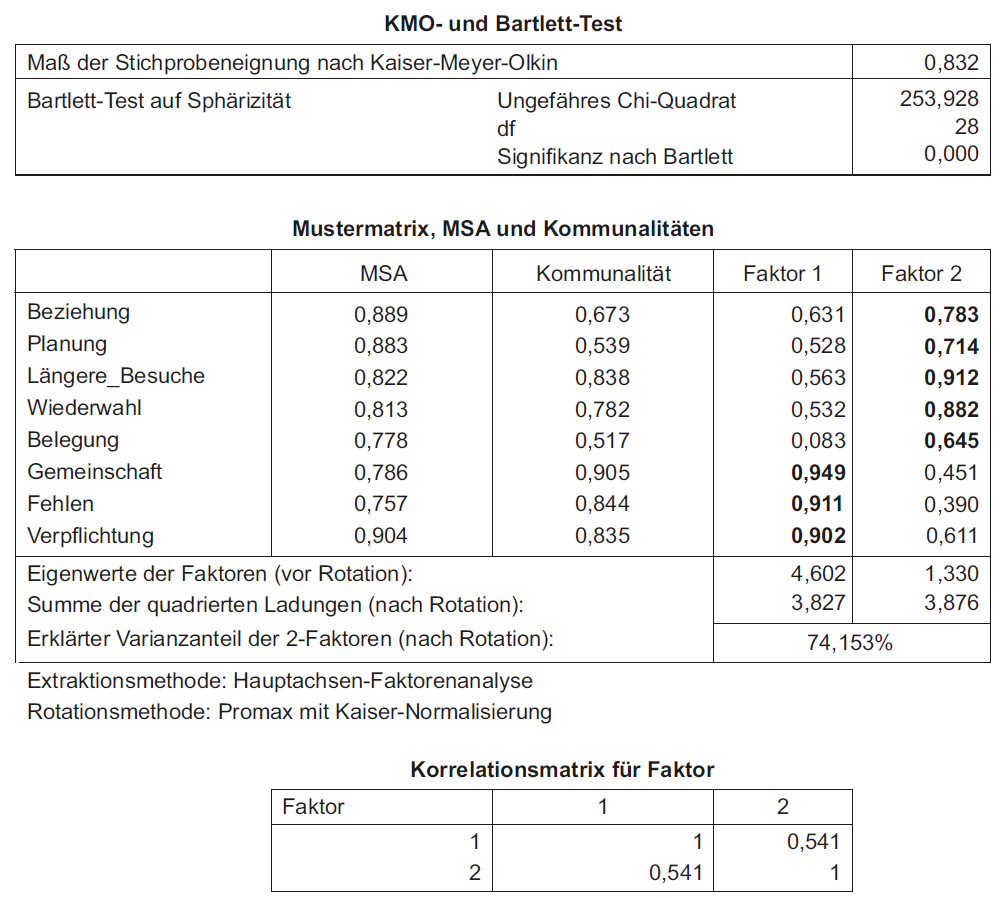 KMO- und Bartlett-Test
Maß der Stichprobeneignung nach Kaiser-Meyer-Olkin 0,832
Bartlett-Test auf Sphärizität Ungefähres Chi-Quadrat 253,928
df 28
Signifikanz nach Bartlett 0,000
Mustermatrix, MSA und Kommunalitäten
MSA Kommunalität Faktor 1 Faktor 2
Beziehung 0,889 0,673 0,631 0,783
Planung 0,883 0,539 0,528 0,714
Längere_Besuche 0,822 0,838 0,563 0,912
Wiederwahl 0,813 0,782 0,532 0,882
Belegung 0,778 0,517 0,083 0,645
Gemeinschaft 0,786 0,905 0,949 0,451
Fehlen 0,757 0,844 0,911 0,390
Verpflichtung 0,904 0,835 0,902 0,611
Eigenwerte der Faktoren (vor Rotation): 4,602 1,330
Summe der quadrierten Ladungen (nach Rotation): 3,827 3,876
Erklärter Varianzanteil der 2-Faktoren (nach Rotation): 74,153%
Extraktionsmethode: Hauptachsen-Faktorenanalyse
Rotationsmethode: Promax mit Kaiser-Normalisierung
Korrelationsmatrix für Faktor
Faktor 1 2
1 1 0,541
2 0,541 1